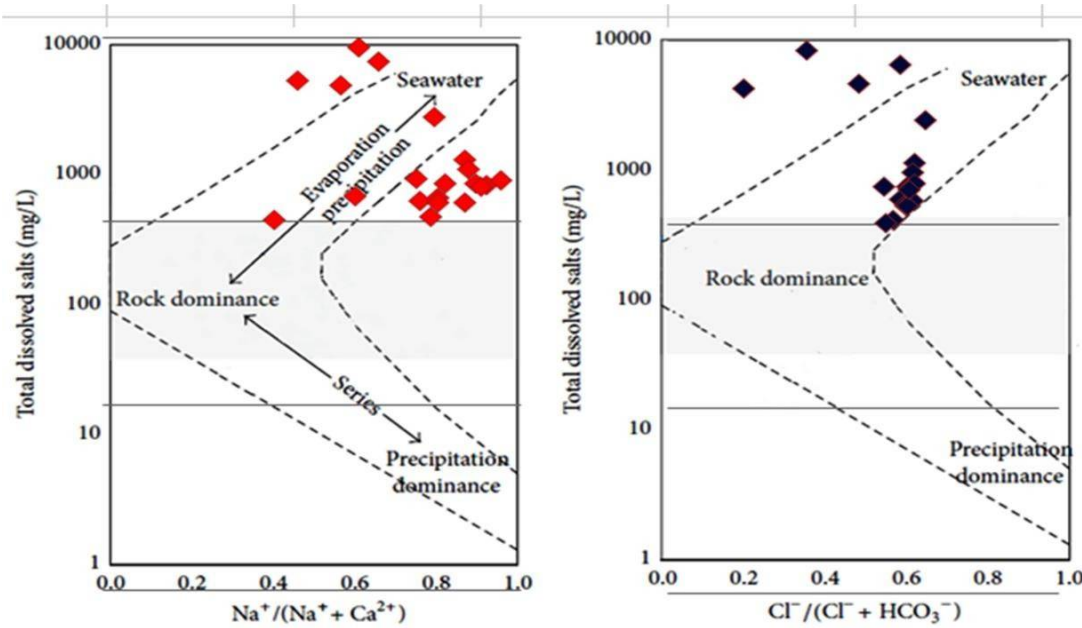 10000
1000
100
10
1
Total dissolved salts (mg/L)
Seawater
Evaporation
precipitation
Rock dominance
Series
Precipitation
dominance
0.0 0.2 0.4 0.6 0.8 1.0
Na⁺/(Na⁺ + Ca²⁺)
10000
1000
100
10
1
Total dissolved salts (mg/L)
Seawater
Rock dominance
Precipitation
dominance
0.0 0.2 0.4 0.6 0.8 1.0
Cl⁻/(Cl⁻ + HCO₃⁻)